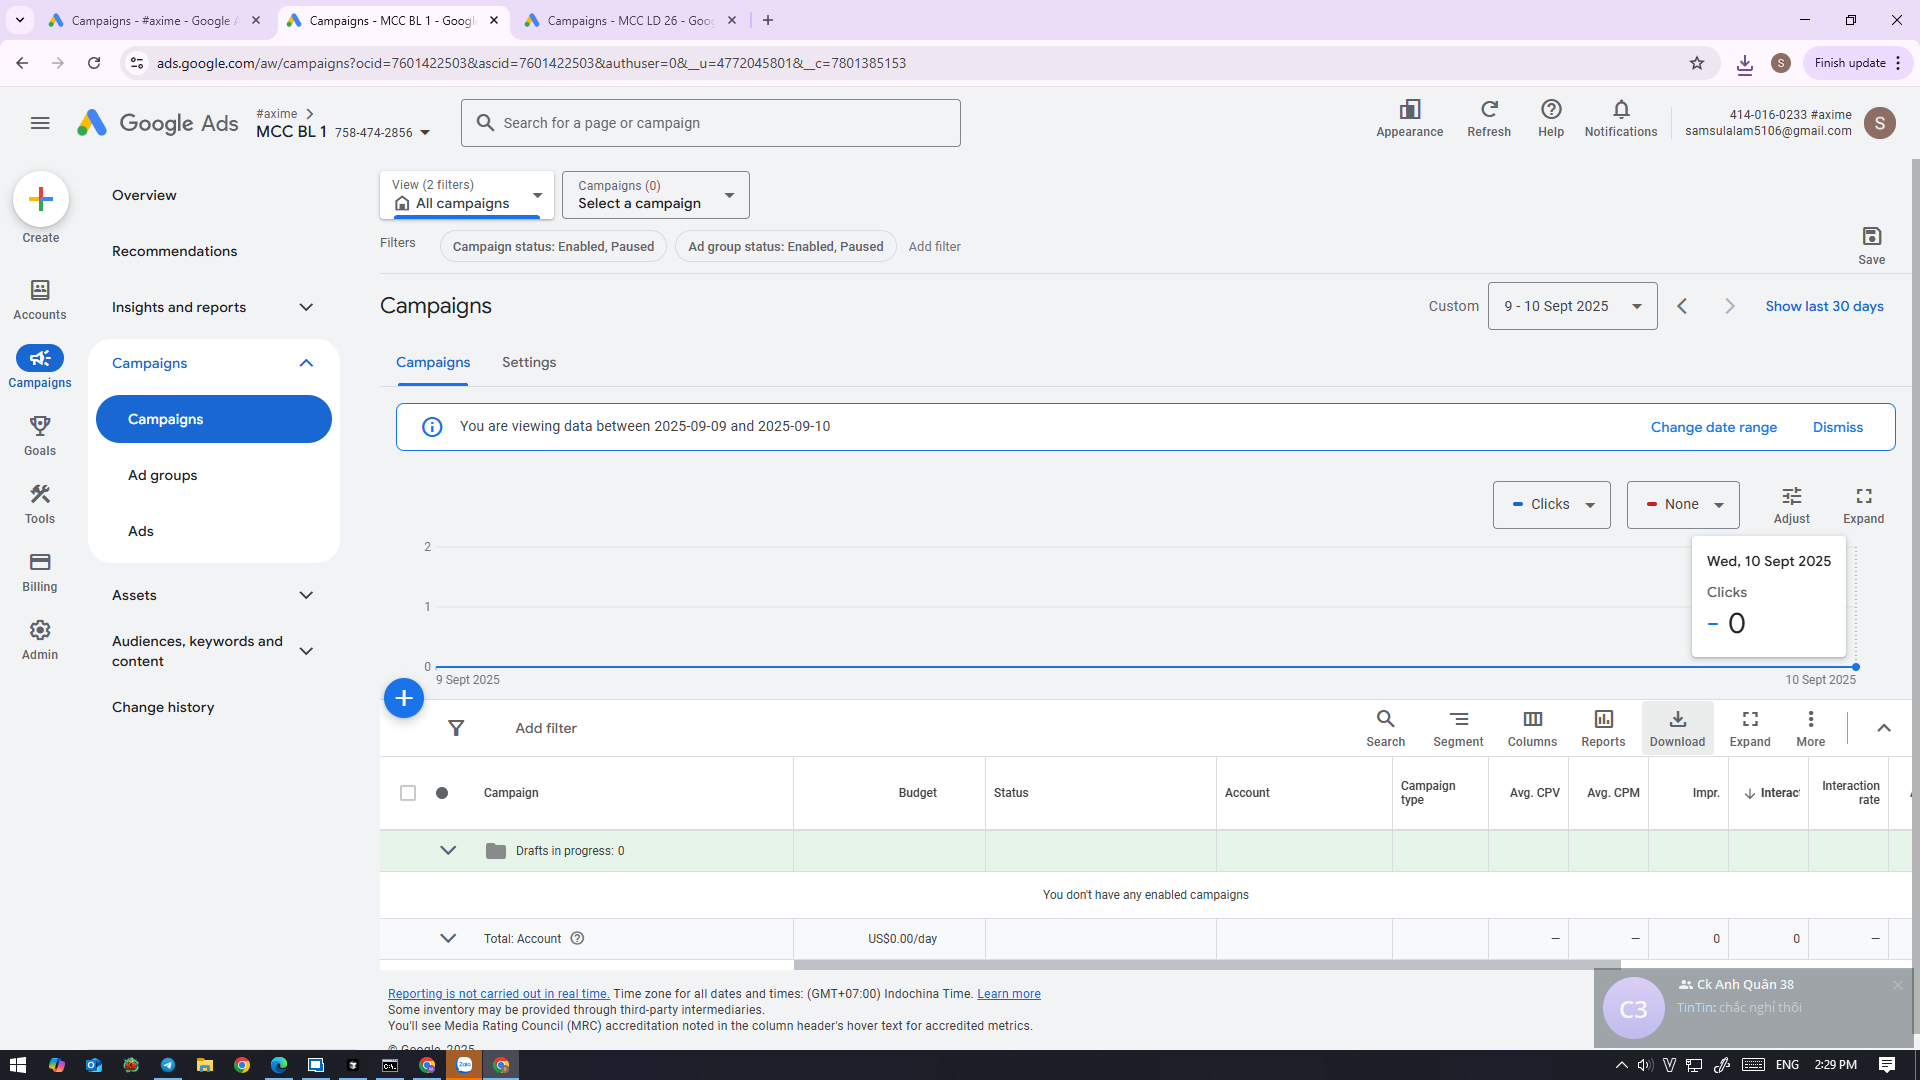 Campaigns - #axime - Google A
Campaigns - MCC BL 1 - Googl
Campaigns - MCC LD 26 - Goo
ads.google.com/aw/campaigns?ocid=7601422503&ascid=7601422503&authuser=0&__u=4772045801&__c=7801385153
S
Finish update
Google Ads
#axime
MCC BL 1 758-474-2856
Search for a page or campaign
Appearance
Refresh
Help
Notifications
414-016-0233 #axime
samsulalam5106@gmail.com
S
Create
Accounts
Campaigns
Goals
Tools
Billing
Admin
Overview
Recommendations
Insights and reports
Campaigns
Campaigns
Ad groups
Ads
Assets
Audiences, keywords and
content
Change history
View (2 filters)
All campaigns
Campaigns (0)
Select a campaign
Filters
Campaign status: Enabled, Paused
Ad group status: Enabled, Paused
Add filter
Save
Campaigns
Custom
9 - 10 Sept 2025
Show last 30 days
Campaigns
Settings
You are viewing data between 2025-09-09 and 2025-09-10
Change date range
Dismiss
Clicks
None
Adjust
Expand
2
1
0
9 Sept 2025
10 Sept 2025
Wed, 10 Sept 2025
Clicks
0
Add filter
Search
Segment
Columns
Reports
Download
Expand
More
Campaign
Budget
Status
Account
Campaign
type
Avg. CPV
Avg. CPM
Impr.
Interact
Interaction
rate
Drafts in progress: 0
You don't have any enabled campaigns
Total: Account
US$0.00/day
—
—
0
0
—
Reporting is not carried out in real time. Time zone for all dates and times: (GMT+07:00) Indochina Time. Learn more
Some inventory may be provided through third-party intermediaries.
You'll see Media Rating Council (MRC) accreditation noted in the column header's hover text for accredited metrics.
© Google, 2025
C3
Ck Anh Quân 38
TinTin: chắc nghỉ thôi
Zalo
ENG
2:29 PM